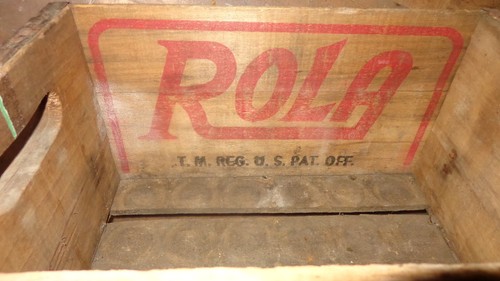 ROLA
T. M. REG. U. S. PAT. OFF.